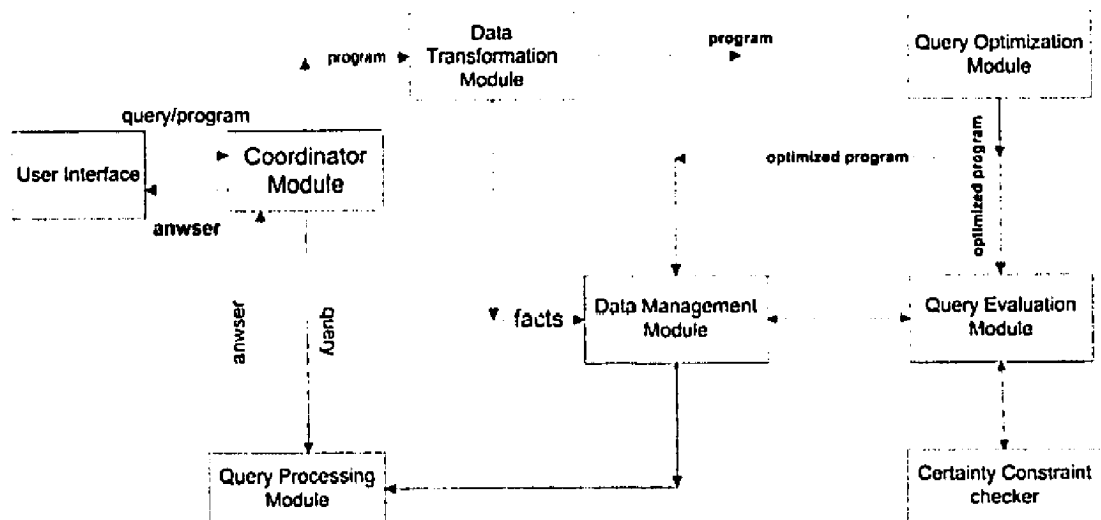 Data
Transformation
Module
program
program
Query Optimization
Module
query/program
User Interface
Coordinator
Module
anwser
optimized program
optimized program
anwser
query
facts
Data Management
Module
Query Evaluation
Module
Query Processing
Module
Certainty Constraint
checker